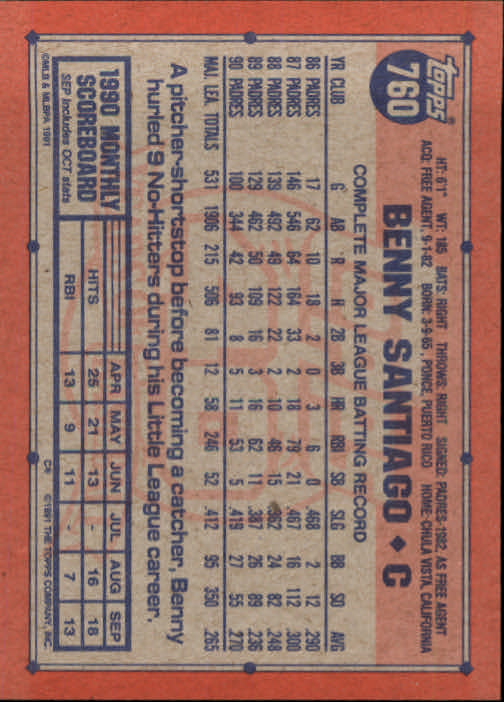 topps®
760
BENNY SANTIAGO ♦ C
HT: 6'1" WT: 185 BATS: RIGHT THROWS: RIGHT SIGNED: PADRES-1982, AS FREE AGENT
ACQ: FREE AGENT, 9-1-82 BORN: 3-9-65, PONCE, PUERTO RICO HOME: CHULA VISTA, CALIFORNIA
COMPLETE MAJOR LEAGUE BATTING RECORD
YR CLUB G AB R H 2B 3B HR RBI SB SLG BB SO AVG
86 PADRES 17 62 10 18 2 0 3 6 0 .468 2 12 .290
87 PADRES 146 546 64 164 33 2 18 79 21 .467 16 112 .300
88 PADRES 139 492 49 122 22 2 10 46 15 .362 24 82 .248
89 PADRES 129 462 50 109 16 3 16 62 11 .387 26 89 .236
90 PADRES 100 344 42 93 8 5 11 53 5 .419 27 55 .270
MAJ. LEA. TOTALS 531 1906 215 506 81 12 58 246 52 .412 95 350 .265
A pitcher-shortstop before becoming a catcher, Benny
hurled 9 No-Hitters during his Little League career.
1990 MONTHLY
SCOREBOARD
SEP includes OCT stats
APR MAY JUN JUL AUG SEP
HITS 25 21 13 - 16 18
RBI 13 9 11 - 7 13
©MLB & MLBPA 1991
C* ©1991 THE TOPPS COMPANY, INC.